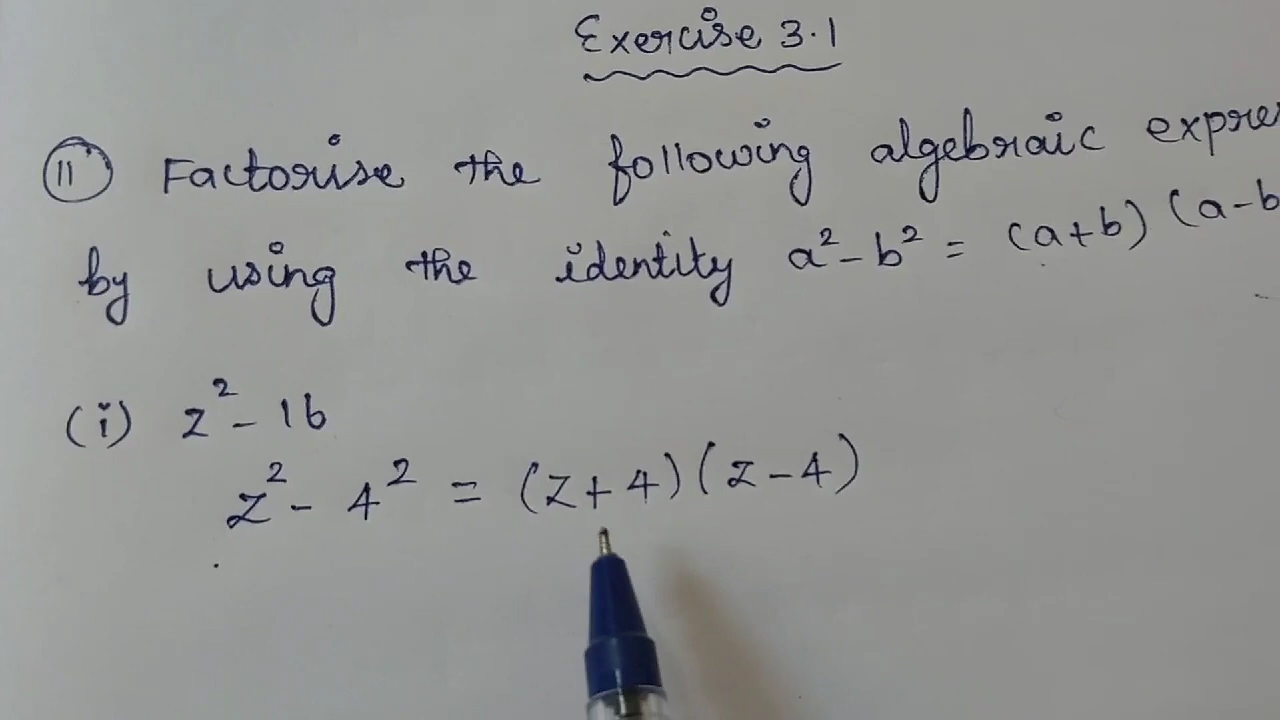 Exercise 3.1
(11) Factorise the following algebraic expre
by using the identity a² - b² = (a+b) (a-b
(i) z² - 16
z² - 4² = (z+4)(z-4)